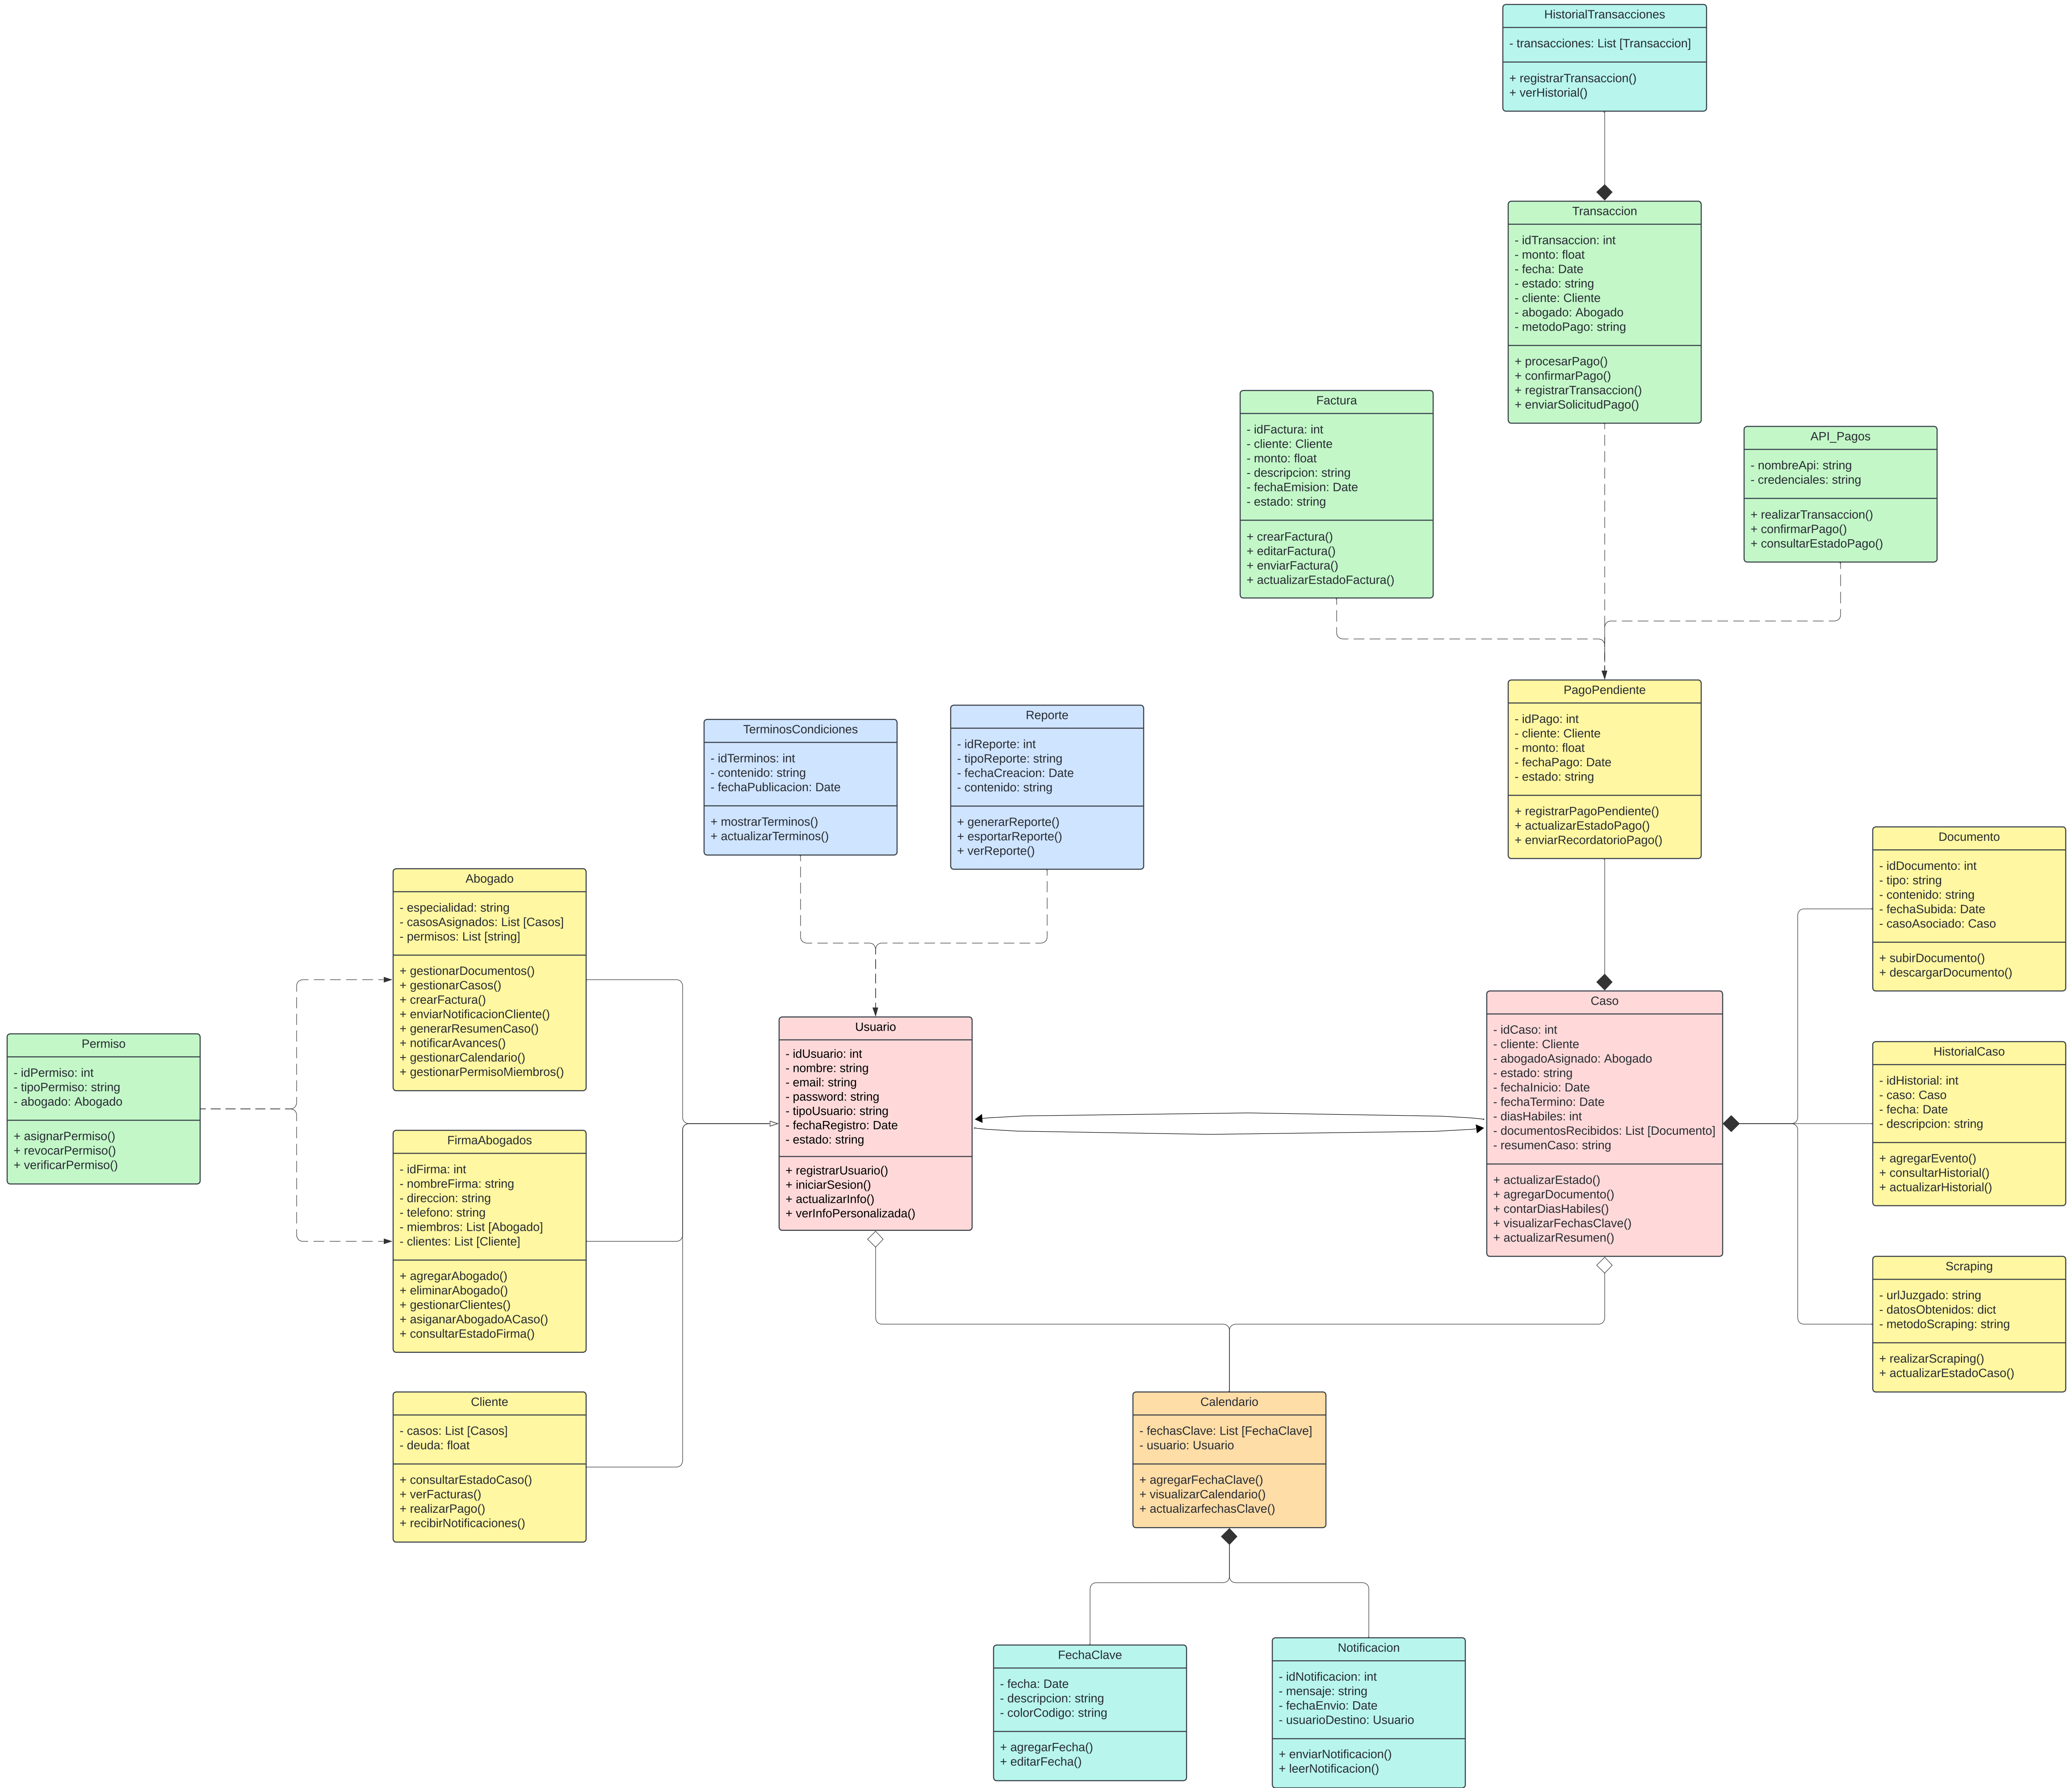 HistorialTransacciones
- transacciones: List [Transaccion]
+ registrarTransaccion()
+ verHistorial()
Transaccion
- idTransaccion: int
- monto: float
- fecha: Date
- estado: string
- cliente: Cliente
- abogado: Abogado
- metodoPago: string
+ procesarPago()
+ confirmarPago()
+ registrarTransaccion()
+ enviarSolicitudPago()
Factura
- idFactura: int
- cliente: Cliente
- monto: float
- descripcion: string
- fechaEmision: Date
- estado: string
+ crearFactura()
+ editarFactura()
+ enviarFactura()
+ actualizarEstadoFactura()
API_Pagos
- nombreApi: string
- credenciales: string
+ realizarTransaccion()
+ confirmarPago()
+ consultarEstadoPago()
PagoPendiente
- idPago: int
- cliente: Cliente
- monto: float
- fechaPago: Date
- estado: string
+ registrarPagoPendiente()
+ actualizarEstadoPago()
+ enviarRecordatorioPago()
TerminosCondiciones
- idTerminos: int
- contenido: string
- fechaPublicacion: Date
+ mostrarTerminos()
+ actualizarTerminos()
Reporte
- idReporte: int
- tipoReporte: string
- fechaCreacion: Date
- contenido: string
+ generarReporte()
+ esportarReporte()
+ verReporte()
Documento
- idDocumento: int
- tipo: string
- contenido: string
- fechaSubida: Date
- casoAsociado: Caso
+ subirDocumento()
+ descargarDocumento()
Abogado
- especialidad: string
- casosAsignados: List [Casos]
- permisos: List [string]
+ gestionarDocumentos()
+ gestionarCasos()
+ crearFactura()
+ enviarNotificacionCliente()
+ generarResumenCaso()
+ notificarAvances()
+ gestionarCalendario()
+ gestionarPermisoMiembros()
Permiso
- idPermiso: int
- tipoPermiso: string
- abogado: Abogado
+ asignarPermiso()
+ revocarPermiso()
+ verificarPermiso()
Usuario
- idUsuario: int
- nombre: string
- email: string
- password: string
- tipoUsuario: string
- fechaRegistro: Date
- estado: string
+ registrarUsuario()
+ iniciarSesion()
+ actualizarInfo()
+ verInfoPersonalizada()
Caso
- idCaso: int
- cliente: Cliente
- abogadoAsignado: Abogado
- estado: string
- fechaInicio: Date
- fechaTermino: Date
- diasHabiles: int
- documentosRecibidos: List [Documento]
- resumenCaso: string
+ actualizarEstado()
+ agregarDocumento()
+ contarDiasHabiles()
+ visualizarFechasClave()
+ actualizarResumen()
HistorialCaso
- idHistorial: int
- caso: Caso
- fecha: Date
- descripcion: string
+ agregarEvento()
+ consultarHistorial()
+ actualizarHistorial()
FirmaAbogados
- idFirma: int
- nombreFirma: string
- direccion: string
- telefono: string
- miembros: List [Abogado]
- clientes: List [Cliente]
+ agregarAbogado()
+ eliminarAbogado()
+ gestionarClientes()
+ asiganarAbogadoACaso()
+ consultarEstadoFirma()
Scraping
- urlJuzgado: string
- datosObtenidos: dict
- metodoScraping: string
+ realizarScraping()
+ actualizarEstadoCaso()
Cliente
- casos: List [Casos]
- deuda: float
+ consultarEstadoCaso()
+ verFacturas()
+ realizarPago()
+ recibirNotificaciones()
Calendario
- fechasClave: List [FechaClave]
- usuario: Usuario
+ agregarFechaClave()
+ visualizarCalendario()
+ actualizarfechasClave()
FechaClave
- fecha: Date
- descripcion: string
- colorCodigo: string
+ agregarFecha()
+ editarFecha()
Notificacion
- idNotificacion: int
- mensaje: string
- fechaEnvio: Date
- usuarioDestino: Usuario
+ enviarNotificacion()
+ leerNotificacion()